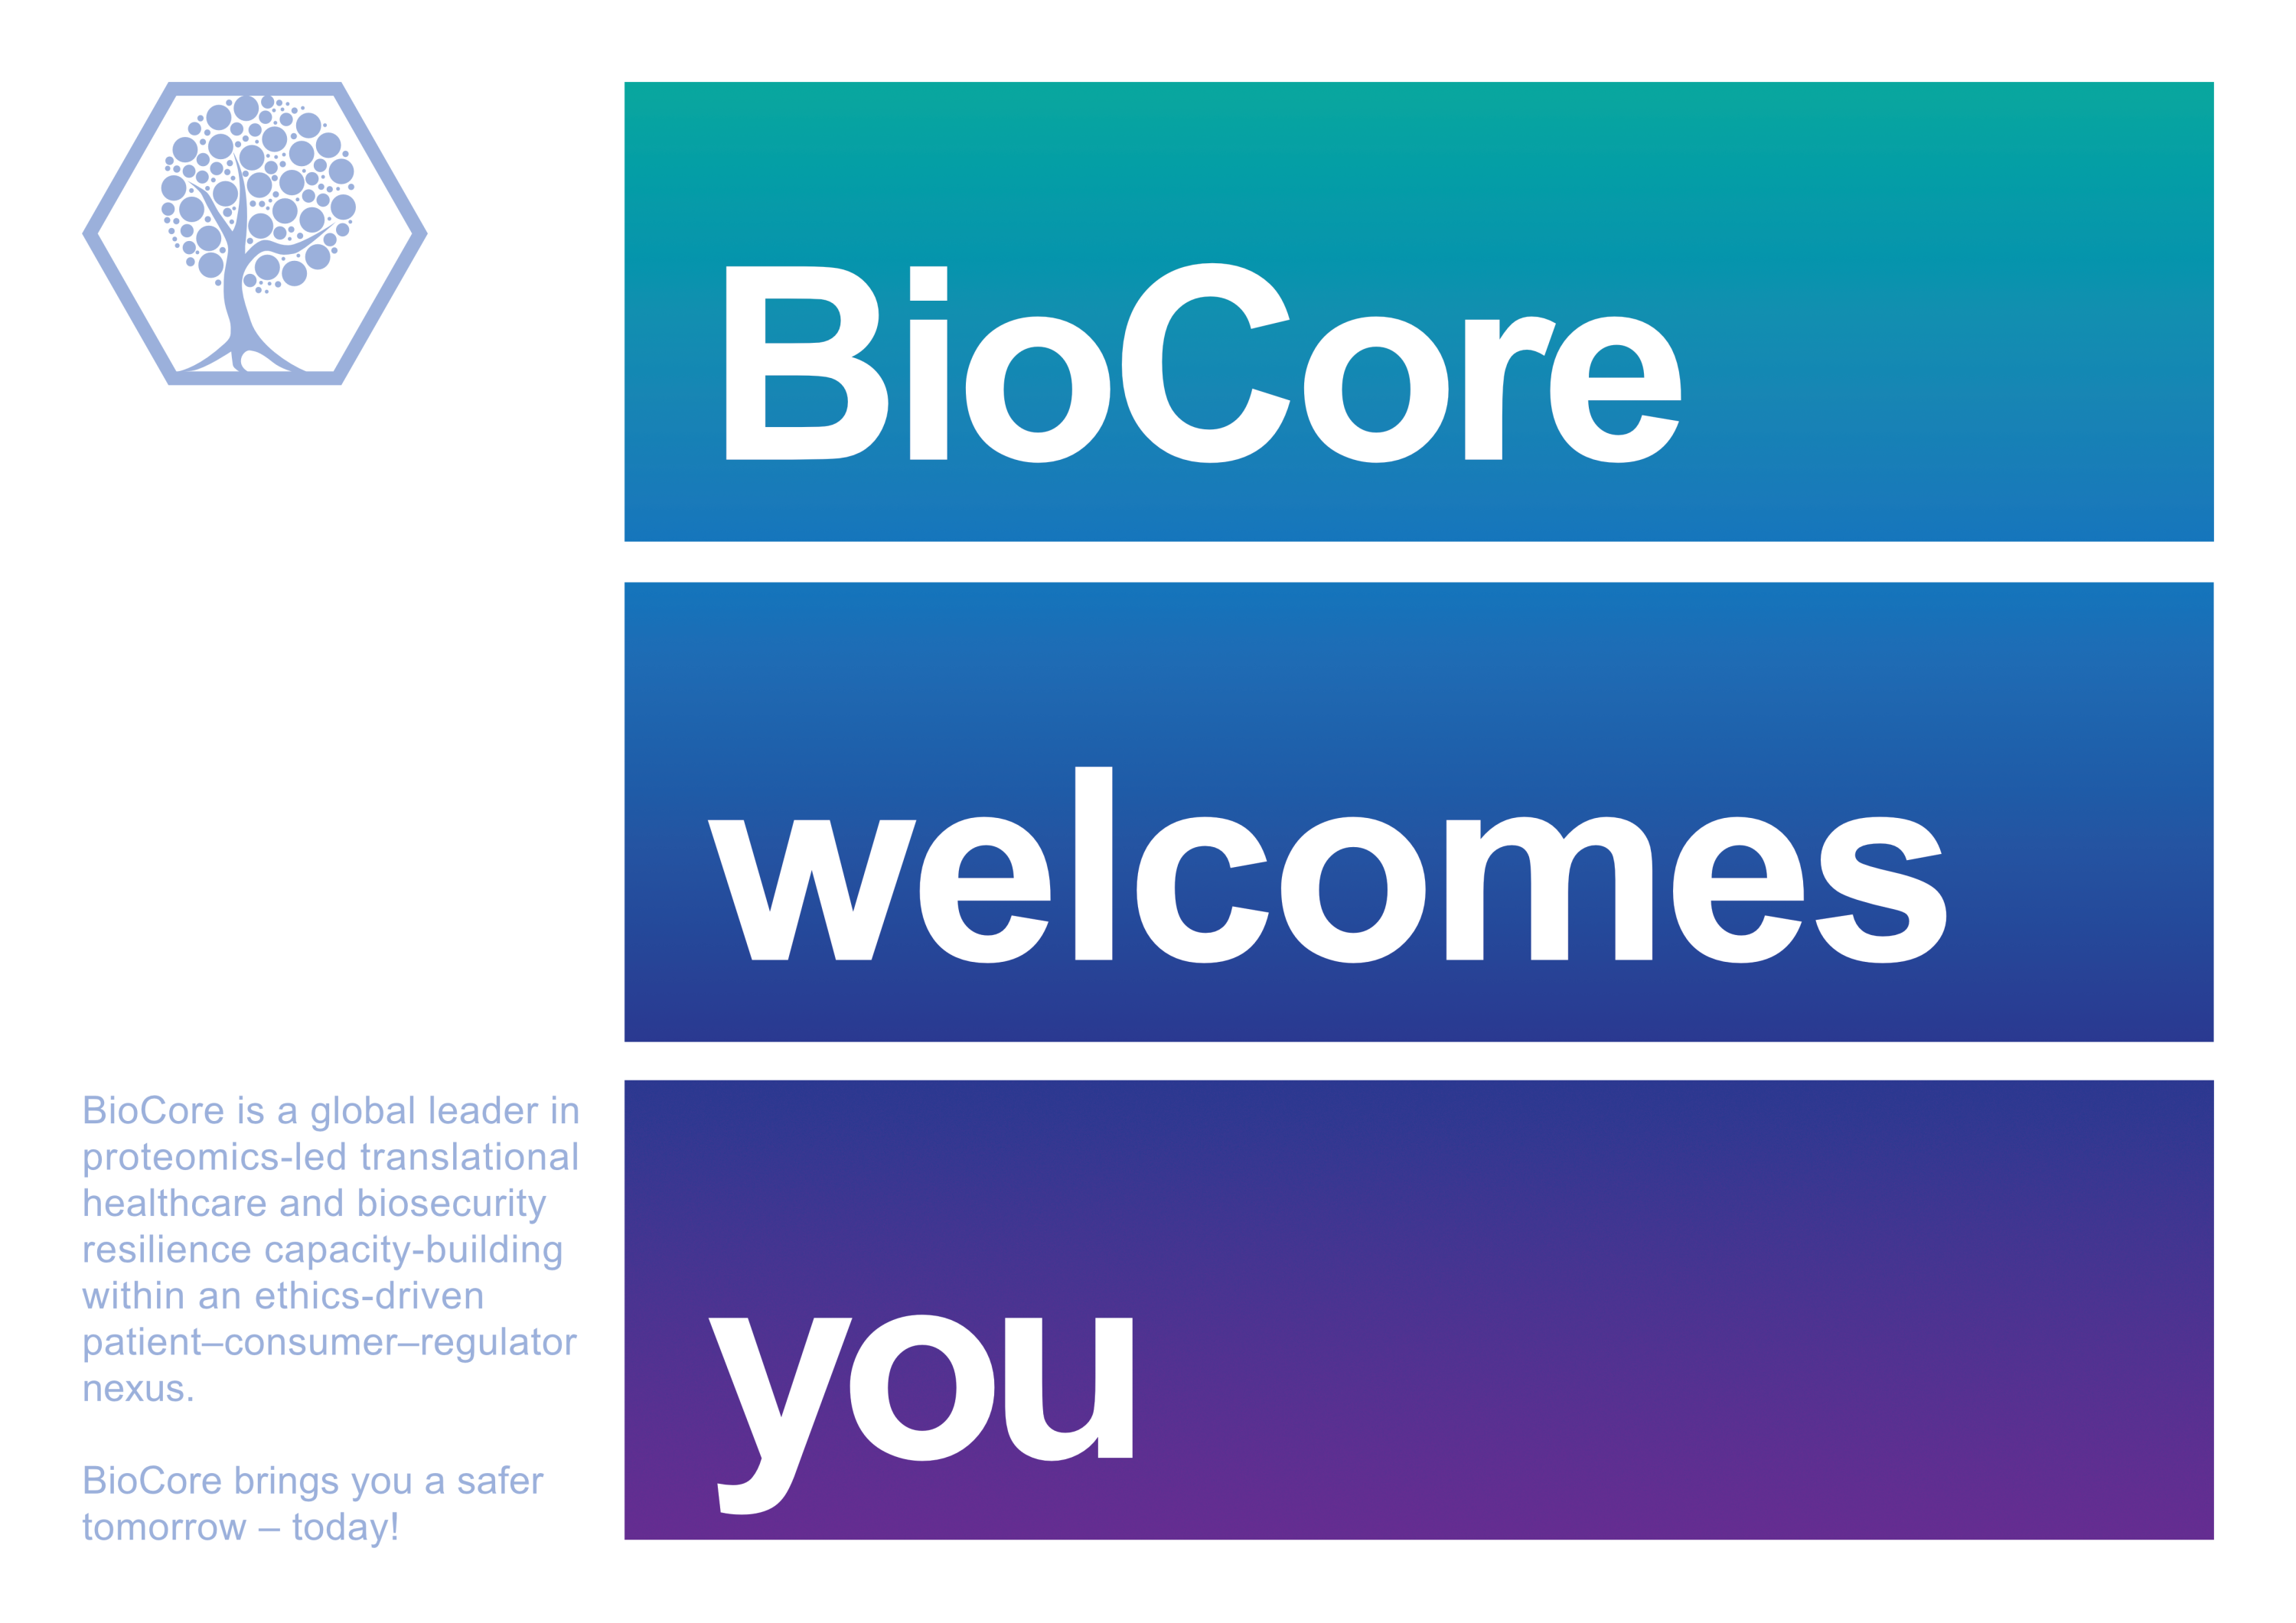 BioCore
welcomes
you
BioCore is a global leader in
proteomics-led translational
healthcare and biosecurity
resilience capacity-building
within an ethics-driven
patient–consumer–regulator
nexus.
BioCore brings you a safer
tomorrow – today!